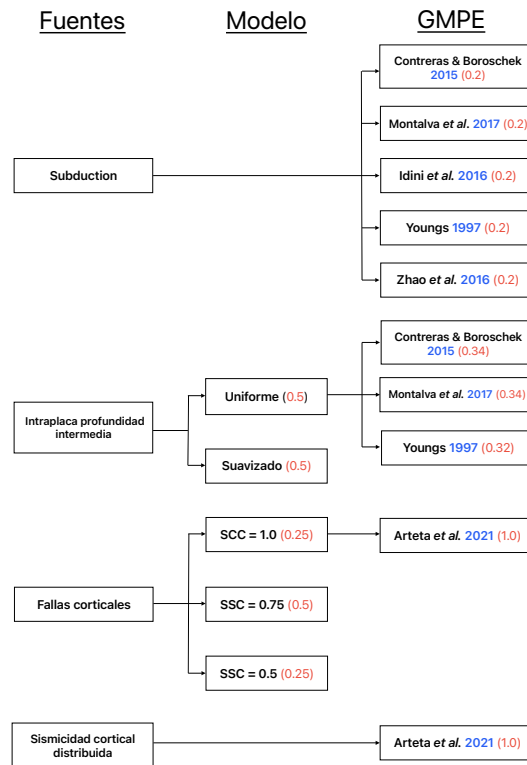 Fuentes
Modelo
GMPE
Subduction
Contreras & Boroschek
2015 (0.2)
Montalva et al. 2017 (0.2)
Idini et al. 2016 (0.2)
Youngs 1997 (0.2)
Zhao et al. 2016 (0.2)
Intraplaca profundidad
intermedia
Uniforme (0.5)
Suavizado (0.5)
Contreras & Boroschek
2015 (0.34)
Montalva et al. 2017 (0.34)
Youngs 1997 (0.32)
Fallas corticales
SCC = 1.0 (0.25)
SSC = 0.75 (0.5)
SSC = 0.5 (0.25)
Arteta et al. 2021 (1.0)
Sismicidad cortical
distribuida
Arteta et al. 2021 (1.0)